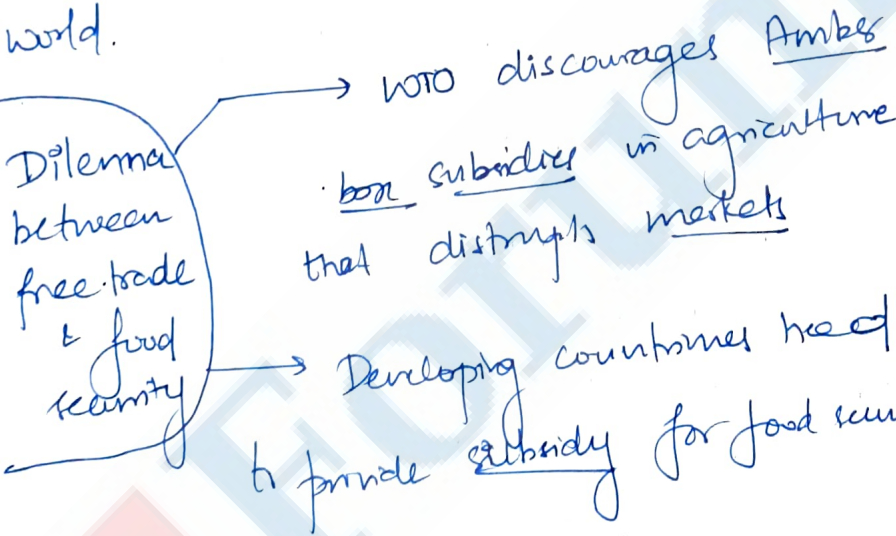 world.
Dilemma
between
free trade
& food
security
→ WTO discourages Amber
box subsidies in agriculture
that distrupts markets
→ Developing countries need
to provide subsidy for food secu
Forum